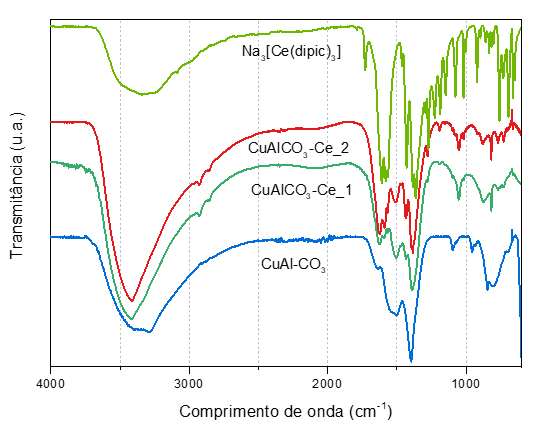 Na₃[Ce(dipic)₃]
CuAlCO₃-Ce_2
CuAlCO₃-Ce_1
CuAl-CO₃
Transmitância (u.a.)
4000 3000 2000 1000
Comprimento de onda (cm⁻¹)